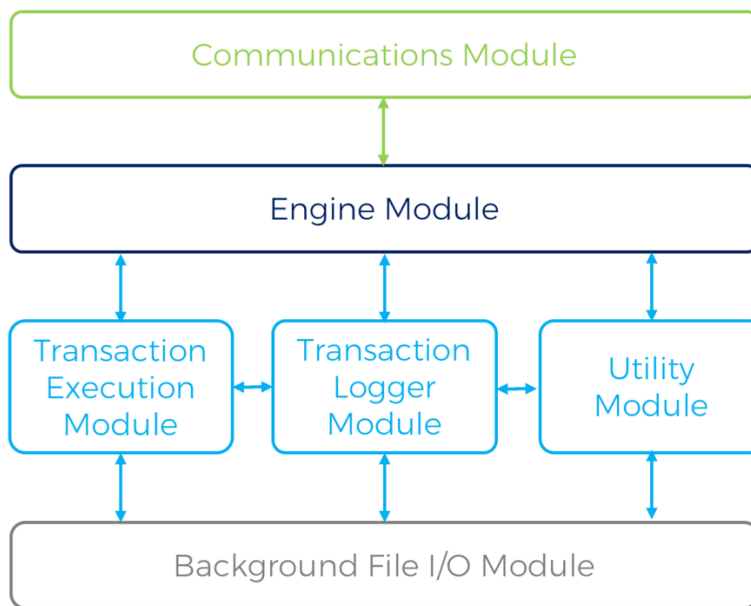 Communications Module
Engine Module
Transaction
Execution
Module
Transaction
Logger
Module
Utility
Module
Background File I/O Module